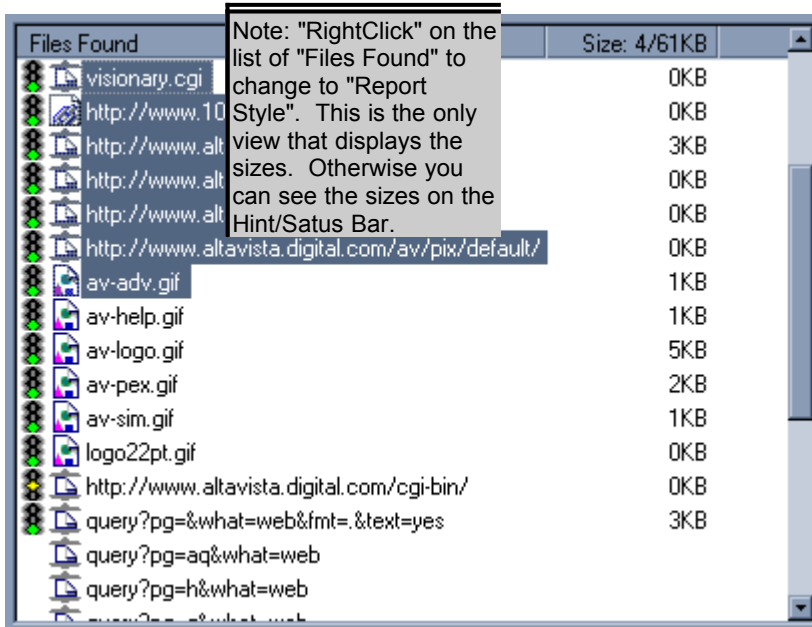 Files Found
Size: 4/61KB
Note: "RightClick" on the
list of "Files Found" to
change to "Report
Style". This is the only
view that displays the
sizes. Otherwise you
can see the sizes on the
Hint/Satus Bar.
visionary.cgi 0KB
http://www.10 0KB
http://www.alt 3KB
http://www.alt 0KB
http://www.alt 0KB
http://www.altavista.digital.com/av/pix/default/ 0KB
av-adv.gif 1KB
av-help.gif 1KB
av-logo.gif 5KB
av-pex.gif 2KB
av-sim.gif 1KB
logo22pt.gif 0KB
http://www.altavista.digital.com/cgi-bin/ 0KB
query?pg=&what=web&fmt=.&text=yes 3KB
query?pg=aq&what=web
query?pg=h&what=web